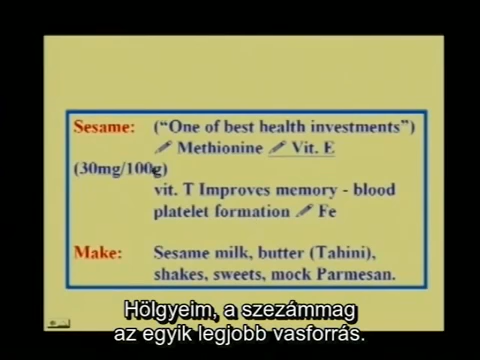 Sesame: ("One of best health investments")
Methionine Vit. E
(30mg/100g)
vit. T Improves memory - blood
platelet formation Fe
Make: Sesame milk, butter (Tahini),
shakes, sweets, mock Parmesan.
Hölgyeim, a szezámmag
az egyik legjobb vasforrás.